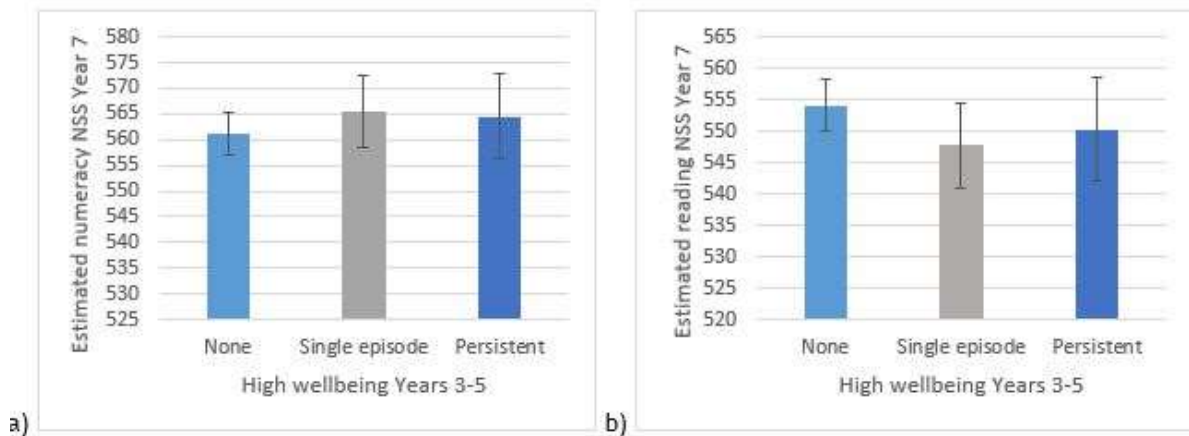 Estimated numeracy NSS Year 7
580
575
570
565
560
555
550
545
540
535
530
525
None Single episode Persistent
High wellbeing Years 3-5
a)
Estimated reading NSS Year 7
565
560
555
550
545
540
535
530
525
520
None Single episode Persistent
High wellbeing Years 3-5
b)